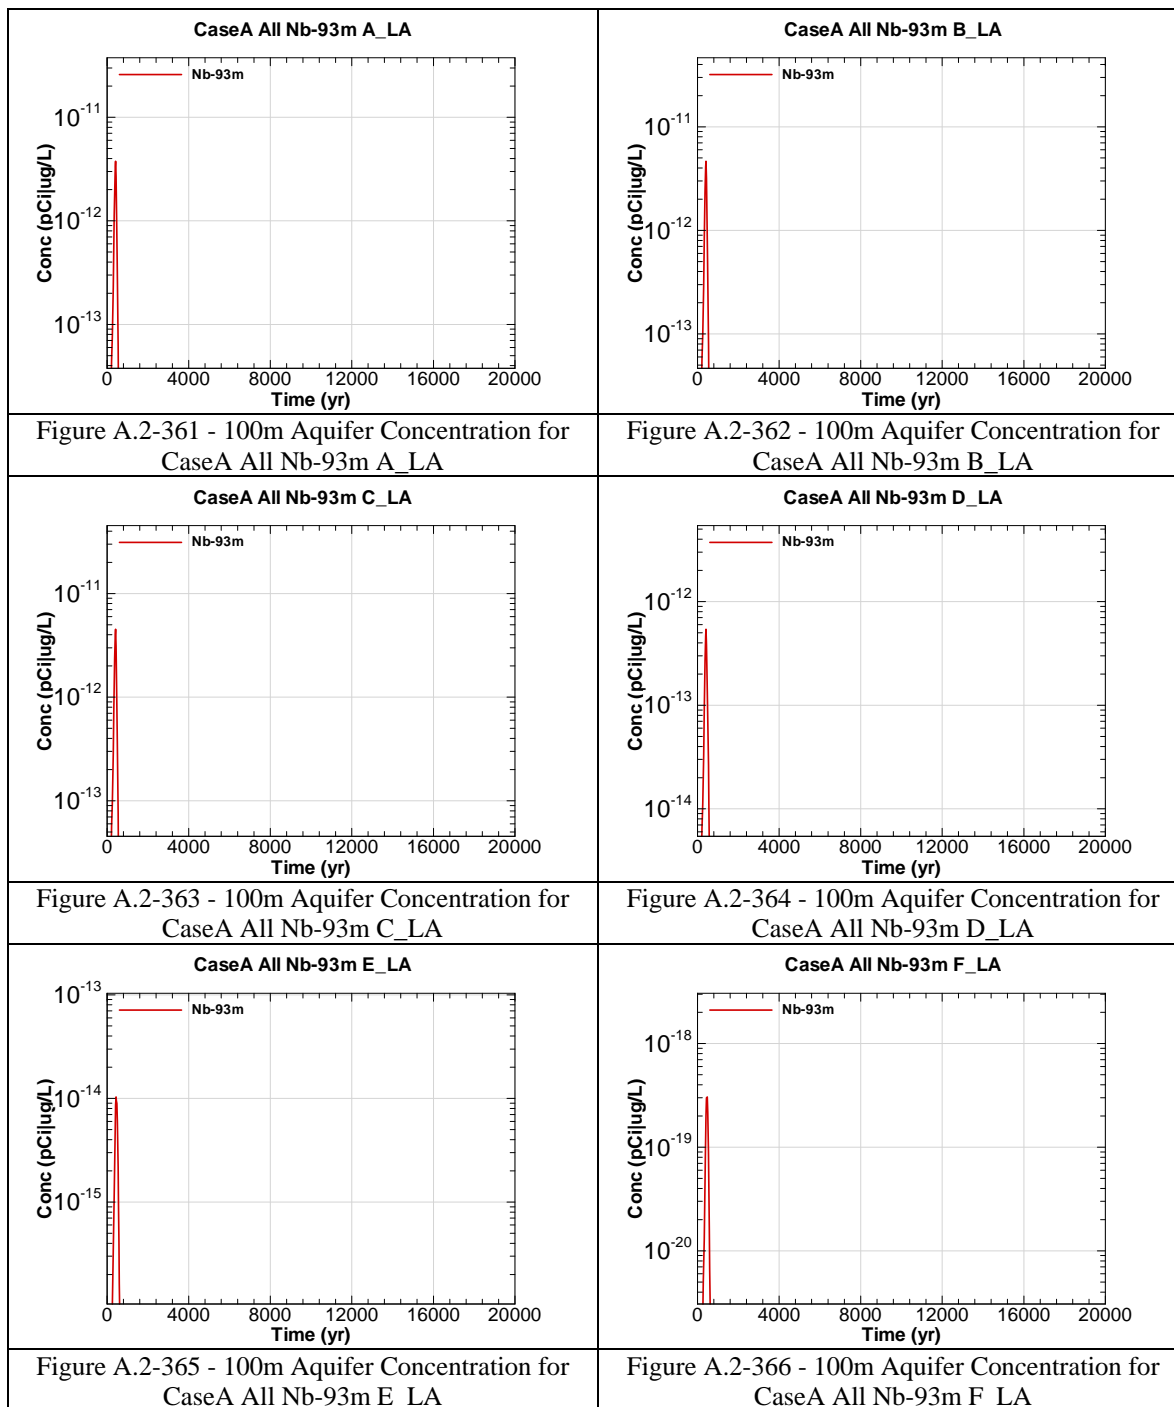 CaseA All Nb-93m A_LA
Nb-93m
Conc (pCi|ug/L)
10-11
10-12
10-13
0 4000 8000 12000 16000 20000
Time (yr)
Figure A.2-361 - 100m Aquifer Concentration for
CaseA All Nb-93m A_LA
CaseA All Nb-93m B_LA
Nb-93m
Conc (pCi|ug/L)
10-11
10-12
10-13
0 4000 8000 12000 16000 20000
Time (yr)
Figure A.2-362 - 100m Aquifer Concentration for
CaseA All Nb-93m B_LA
CaseA All Nb-93m C_LA
Nb-93m
Conc (pCi|ug/L)
10-11
10-12
10-13
0 4000 8000 12000 16000 20000
Time (yr)
Figure A.2-363 - 100m Aquifer Concentration for
CaseA All Nb-93m C_LA
CaseA All Nb-93m D_LA
Nb-93m
Conc (pCi|ug/L)
10-12
10-13
10-14
0 4000 8000 12000 16000 20000
Time (yr)
Figure A.2-364 - 100m Aquifer Concentration for
CaseA All Nb-93m D_LA
CaseA All Nb-93m E_LA
Nb-93m
Conc (pCi|ug/L)
10-13
10-14
10-15
0 4000 8000 12000 16000 20000
Time (yr)
Figure A.2-365 - 100m Aquifer Concentration for
CaseA All Nb-93m E_LA
CaseA All Nb-93m F_LA
Nb-93m
Conc (pCi|ug/L)
10-18
10-19
10-20
0 4000 8000 12000 16000 20000
Time (yr)
Figure A.2-366 - 100m Aquifer Concentration for
CaseA All Nb-93m F_LA